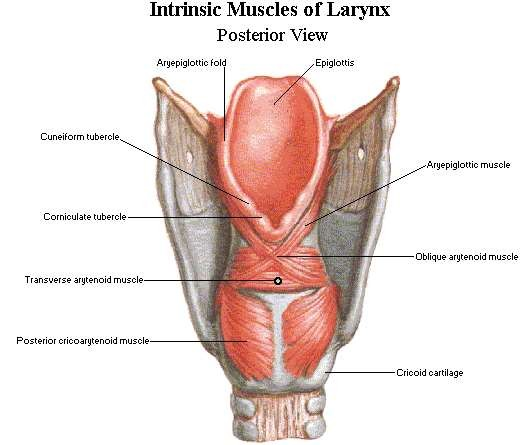 Intrinsic Muscles of Larynx
Posterior View
Aryepiglottic fold
Epiglottis
Cuneiform tubercle
Aryepiglottic muscle
Corniculate tubercle
Oblique arytenoid muscle
Transverse arytenoid muscle
Posterior cricoarytenoid muscle
Cricoid cartilage